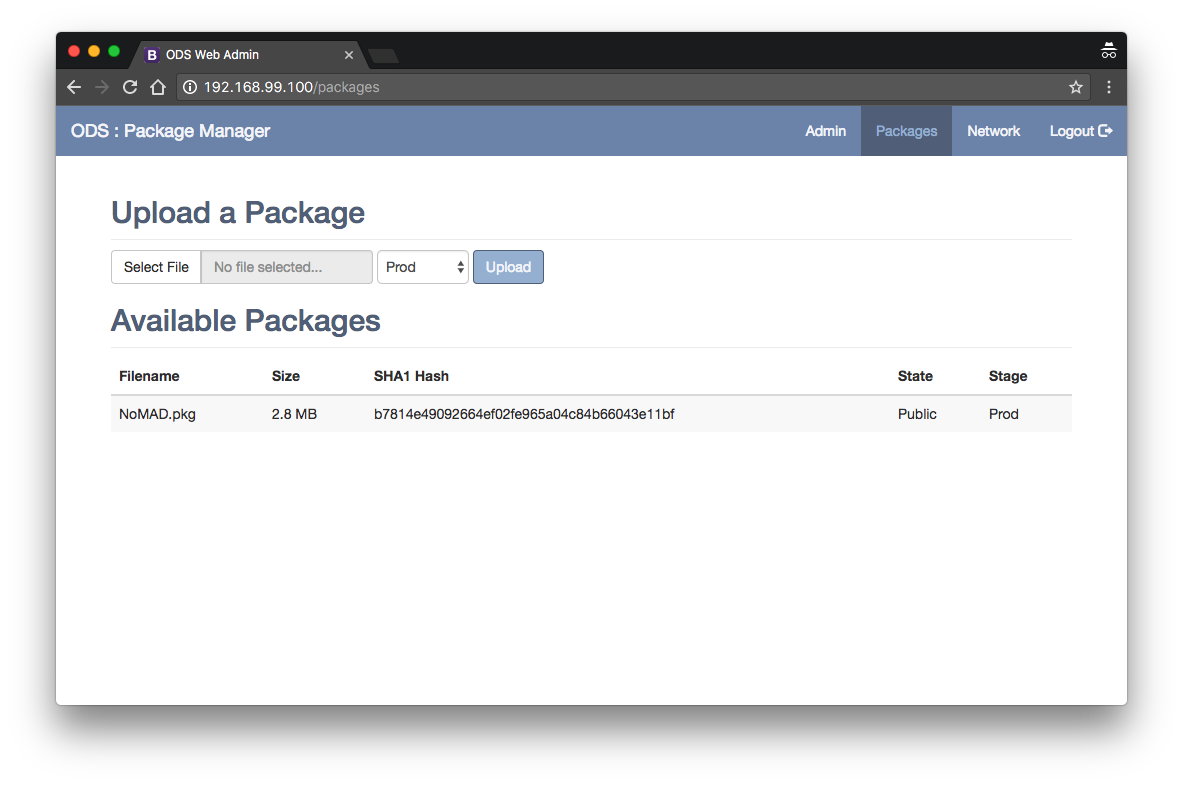 B ODS Web Admin
192.168.99.100/packages
ODS : Package Manager Admin Packages Network Logout
Upload a Package
Select File No file selected... Prod Upload
Available Packages
Filename Size SHA1 Hash State Stage
NoMAD.pkg 2.8 MB b7814e49092664ef02fe965a04c84b66043e11bf Public Prod